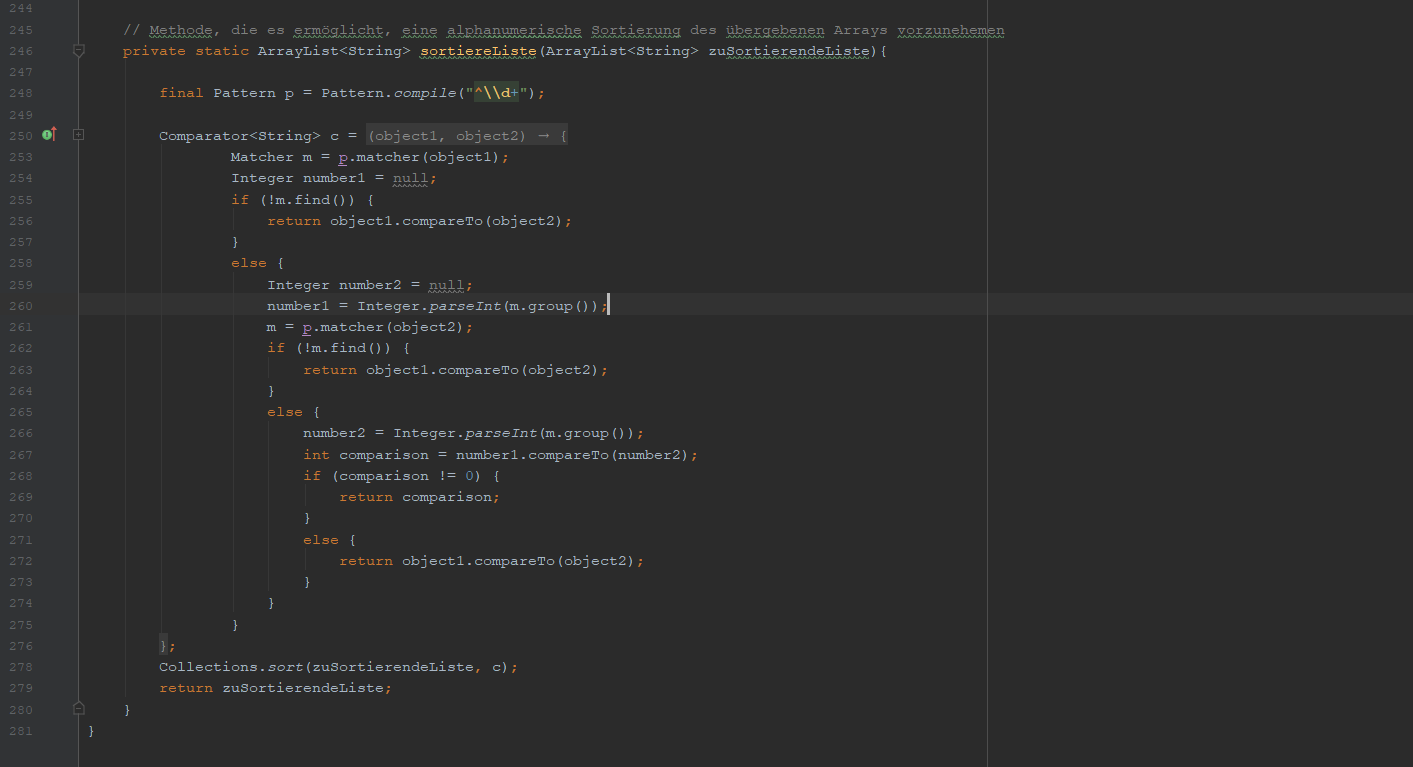 244
245 // Methode, die es ermöglicht, eine alphanumerische Sortierung des übergebenen Arrays vorzunehemen
246 private static ArrayList<String> sortiereListe(ArrayList<String> zuSortierendeListe){
247
248 final Pattern p = Pattern.compile("^\\d+");
249
250 Comparator<String> c = (object1, object2) → {
253 Matcher m = p.matcher(object1);
254 Integer number1 = null;
255 if (!m.find()) {
256 return object1.compareTo(object2);
257 }
258 else {
259 Integer number2 = null;
260 number1 = Integer.parseInt(m.group());
261 m = p.matcher(object2);
262 if (!m.find()) {
263 return object1.compareTo(object2);
264 }
265 else {
266 number2 = Integer.parseInt(m.group());
267 int comparison = number1.compareTo(number2);
268 if (comparison != 0) {
269 return comparison;
270 }
271 else {
272 return object1.compareTo(object2);
273 }
274 }
275 }
276 };
278 Collections.sort(zuSortierendeListe, c);
279 return zuSortierendeListe;
280 }
281 }